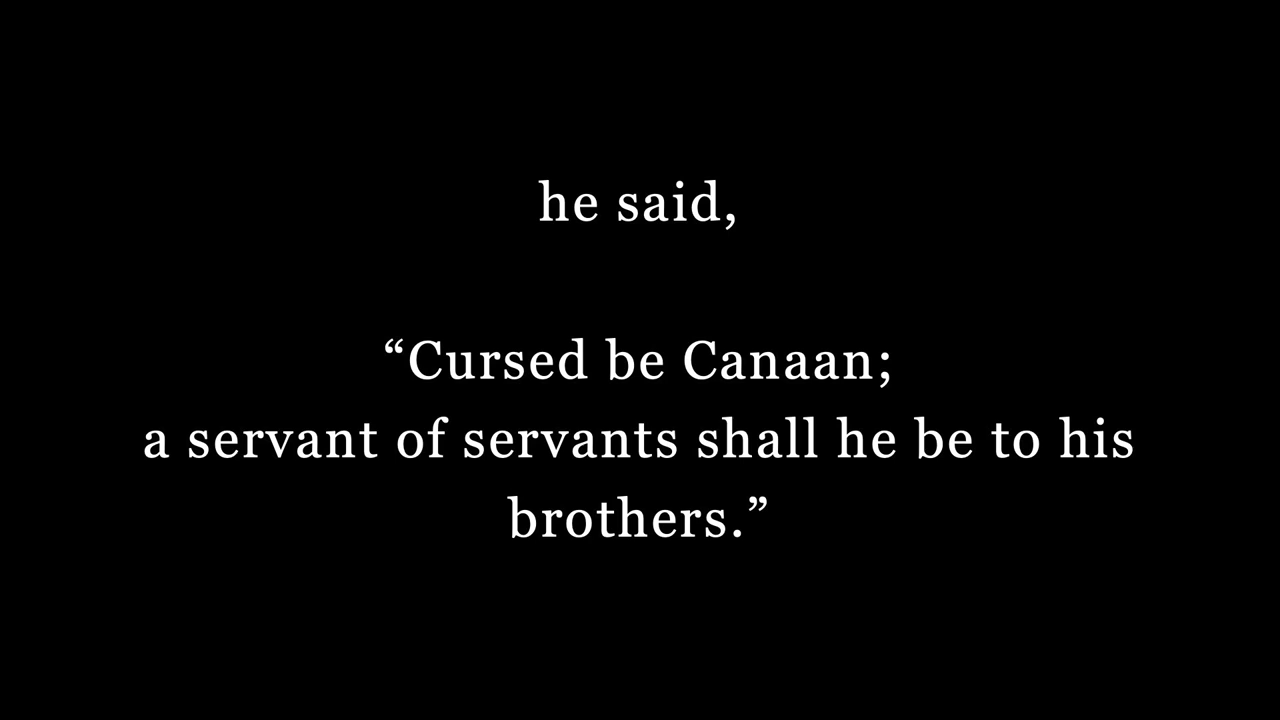 he said,
“Cursed be Canaan;
a servant of servants shall he be to his
brothers.”